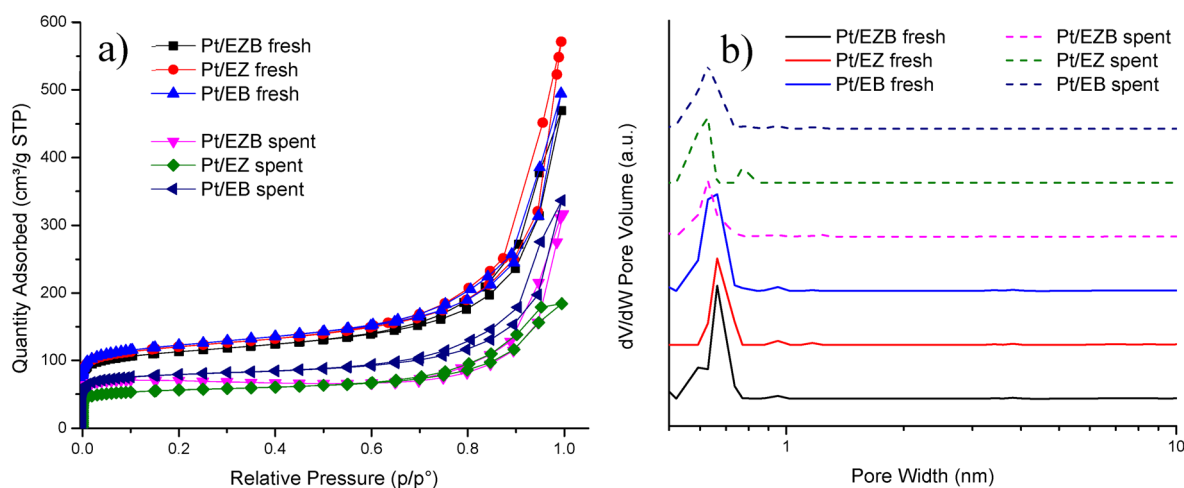 a)
Pt/EZB fresh
Pt/EZ fresh
Pt/EB fresh
Pt/EZB spent
Pt/EZ spent
Pt/EB spent
600
500
400
300
200
100
0
0.0 0.2 0.4 0.6 0.8 1.0
Quantity Adsorbed (cm³/g STP)
Relative Pressure (p/p°)
b)
Pt/EZB fresh Pt/EZB spent
Pt/EZ fresh Pt/EZ spent
Pt/EB fresh Pt/EB spent
dV/dW Pore Volume (a.u.)
1 10
Pore Width (nm)